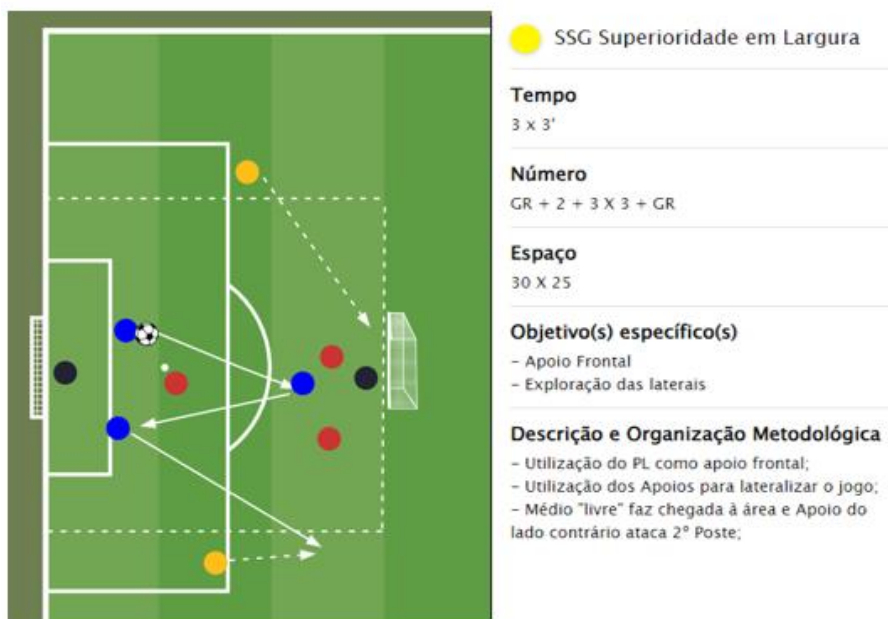 SSG Superioridade em Largura
Tempo
3 x 3'
Número
GR + 2 + 3 X 3 + GR
Espaço
30 X 25
Objetivo(s) específico(s)
- Apoio Frontal
- Exploração das laterais
Descrição e Organização Metodológica
- Utilização do PL como apoio frontal;
- Utilização dos Apoios para lateralizar o jogo;
- Médio "livre" faz chegada à área e Apoio do
lado contrário ataca 2º Poste;